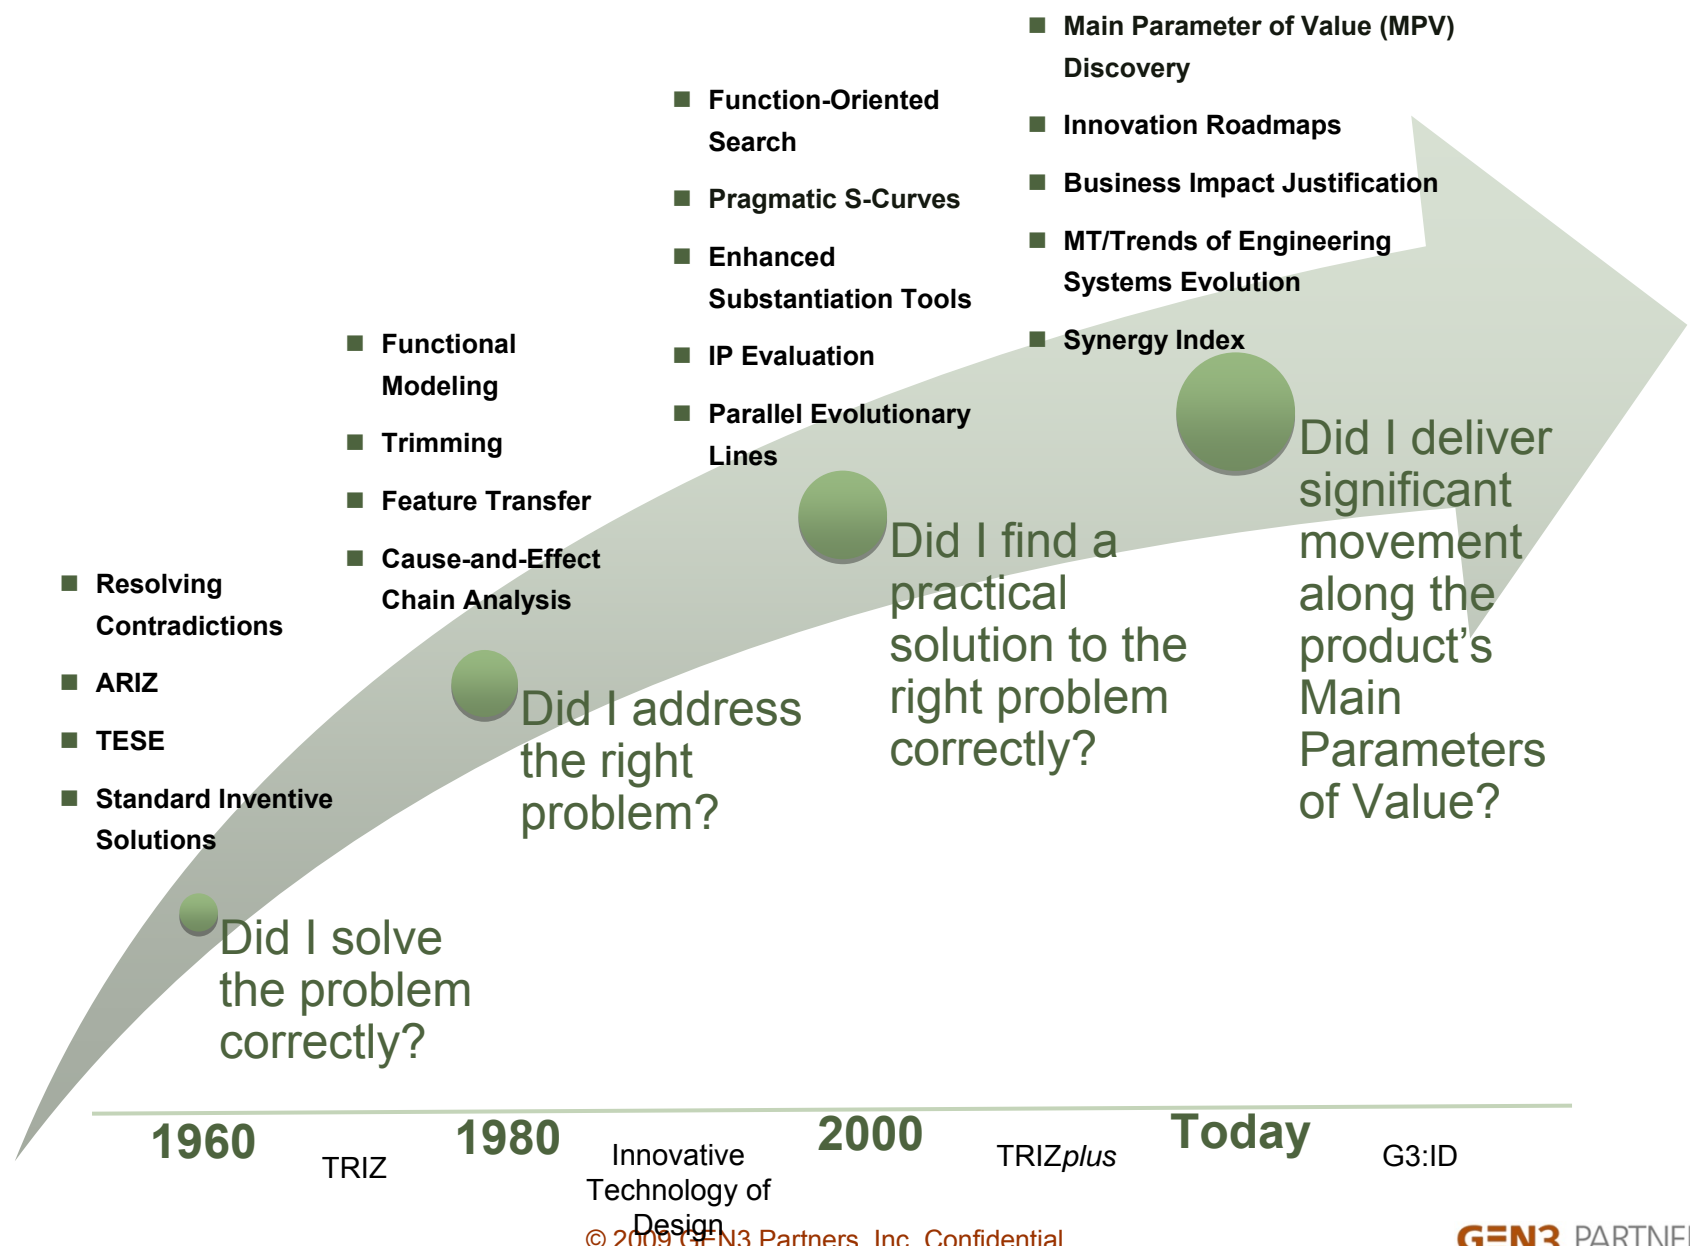 Main Parameter of Value (MPV)
Discovery
Innovation Roadmaps
Business Impact Justification
MT/Trends of Engineering
Systems Evolution
Synergy Index
Function-Oriented
Search
Pragmatic S-Curves
Enhanced
Substantiation Tools
IP Evaluation
Parallel Evolutionary
Lines
Functional
Modeling
Trimming
Feature Transfer
Cause-and-Effect
Chain Analysis
Resolving
Contradictions
ARIZ
TESE
Standard Inventive
Solutions
Did I solve
the problem
correctly?
Did I address
the right
problem?
Did I find a
practical
solution to the
right problem
correctly?
Did I deliver
significant
movement
along the
product's
Main
Parameters
of Value?
1960
1980
2000
Today
TRIZ
Innovative
Technology of
Design
TRIZplus
G3:ID
© 2009 GEN3 Partners, Inc. Confidential
GEN3 PARTNE